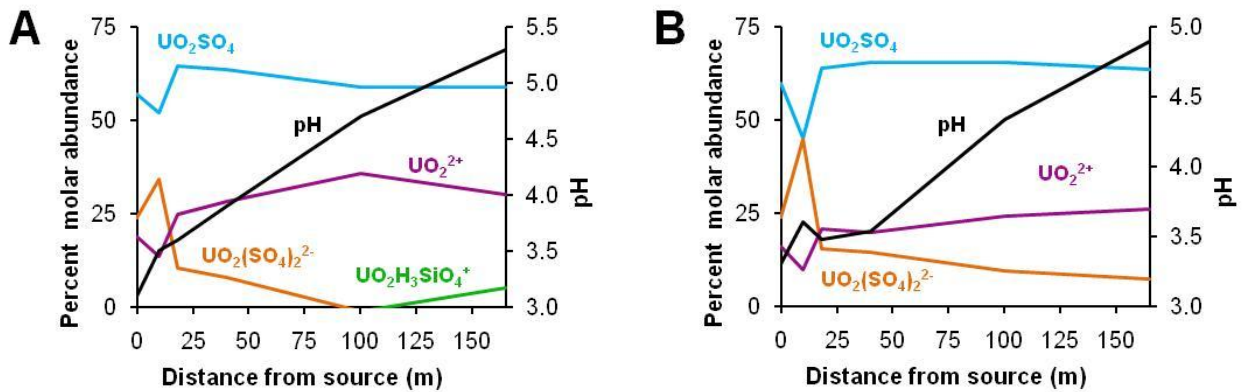 A
UO₂SO₄
pH
UO₂²⁺
UO₂(SO₄)₂²⁻
UO₂H₃SiO₄⁺
Percent molar abundance
75
50
25
0
5.5
5.0
4.5
4.0
3.5
3.0
pH
0 25 50 75 100 125 150
Distance from source (m)
B
UO₂SO₄
pH
UO₂²⁺
UO₂(SO₄)₂²⁻
Percent molar abundance
75
50
25
0
5.0
4.5
4.0
3.5
3.0
pH
0 25 50 75 100 125 150
Distance from source (m)